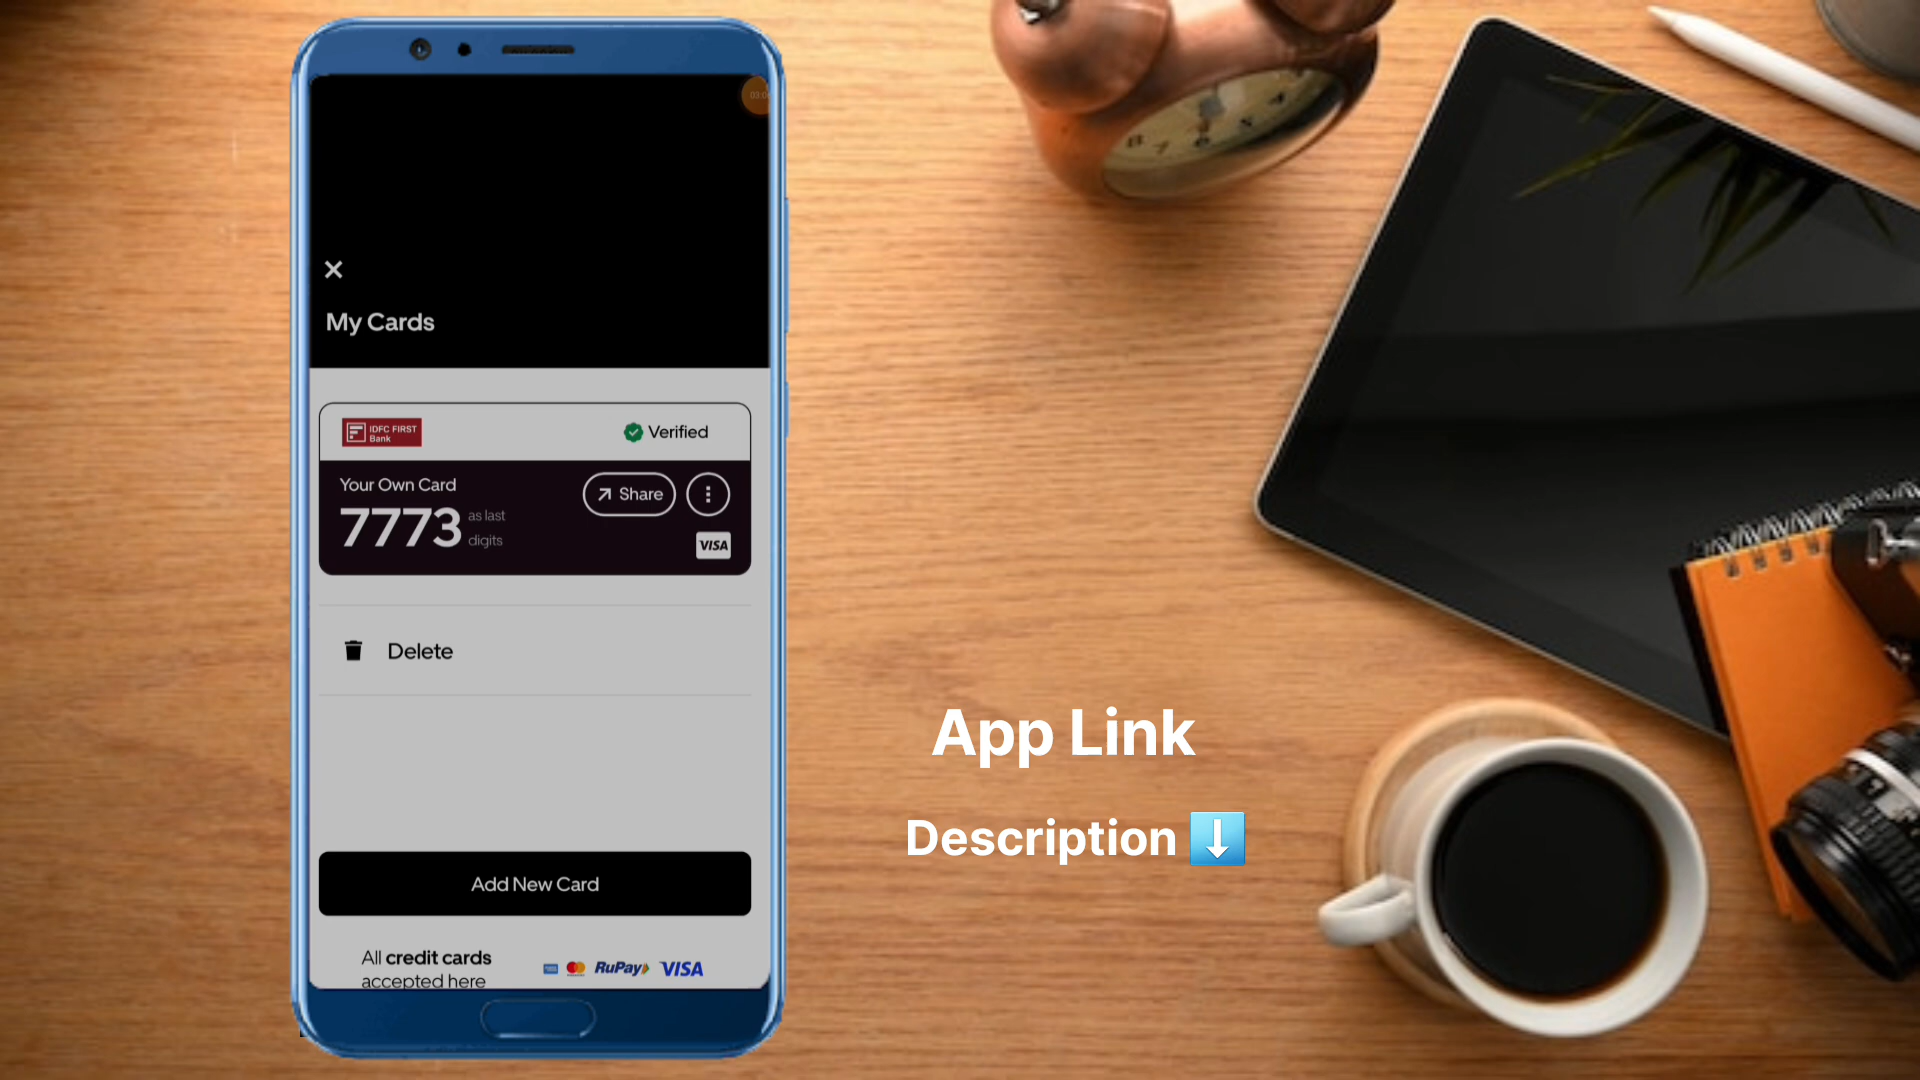 My Cards
IDFC FIRST
Bank
Verified
Your Own Card
7773 as last
digits
Share
VISA
Delete
Add New Card
All credit cards
accepted here
RuPay VISA
App Link
Description ⬇️